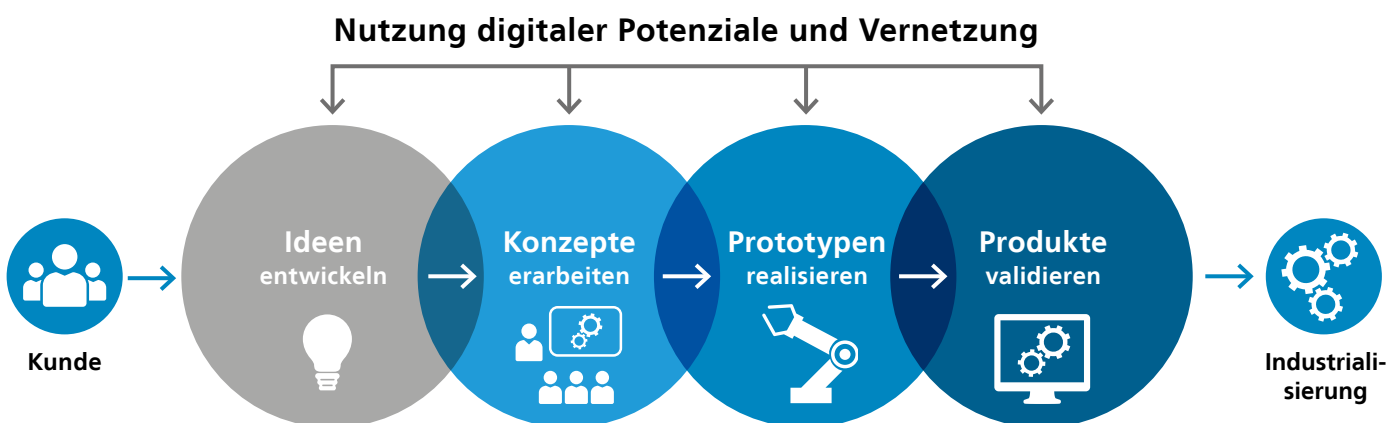 Nutzung digitaler Potenziale und Vernetzung
Kunde
Ideen
entwickeln
Konzepte
erarbeiten
Prototypen
realisieren
Produkte
validieren
Industriali-
sierung